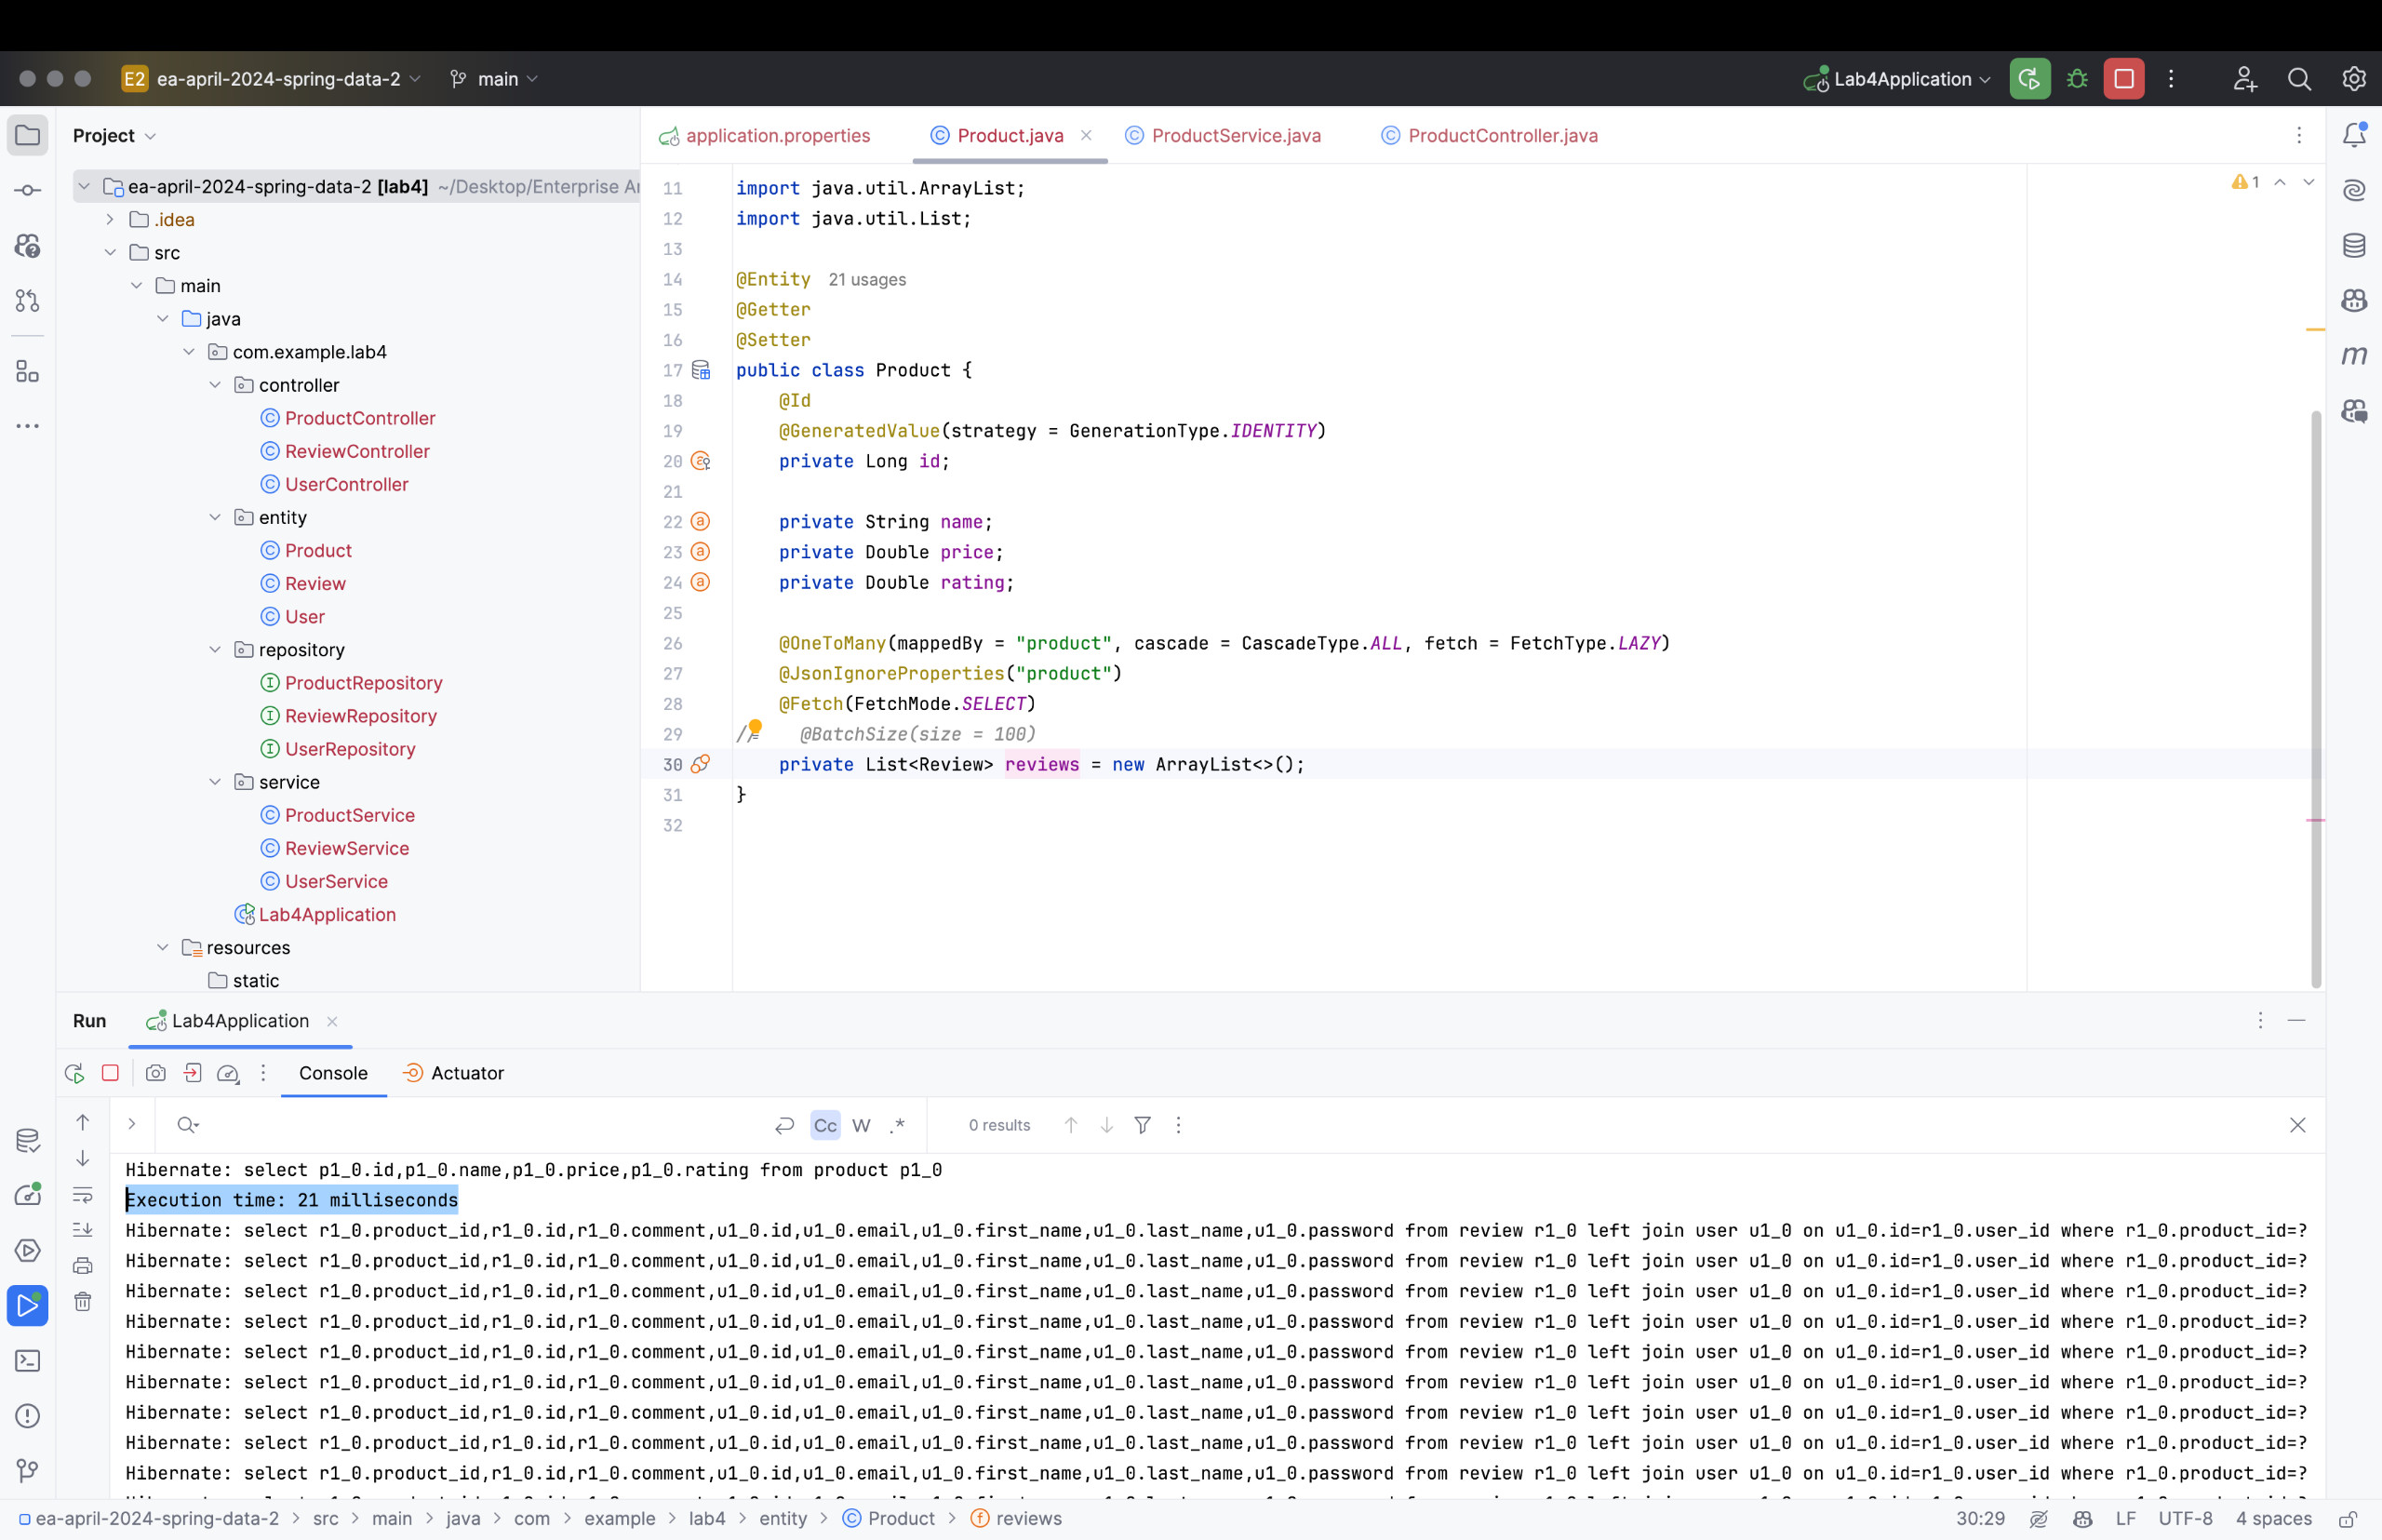 E2 ea-april-2024-spring-data-2 main Lab4Application
Project
application.properties Product.java ProductService.java ProductController.java
ea-april-2024-spring-data-2 [lab4] ~/Desktop/Enterprise
.idea
src
main
java
com.example.lab4
controller
ProductController
ReviewController
UserController
entity
Product
Review
User
repository
ProductRepository
ReviewRepository
UserRepository
service
ProductService
ReviewService
UserService
Lab4Application
resources
static
1
11 import java.util.ArrayList;
12 import java.util.List;
13
14 @Entity 21 usages
15 @Getter
16 @Setter
17 public class Product {
18 @Id
19 @GeneratedValue(strategy = GenerationType.IDENTITY)
20 private Long id;
21
22 private String name;
23 private Double price;
24 private Double rating;
25
26 @OneToMany(mappedBy = "product", cascade = CascadeType.ALL, fetch = FetchType.LAZY)
27 @JsonIgnoreProperties("product")
28 @Fetch(FetchMode.SELECT)
29 // @BatchSize(size = 100)
30 private List<Review> reviews = new ArrayList<>();
31 }
32
Run Lab4Application
Console Actuator
Cc W .* 0 results
Hibernate: select p1_0.id,p1_0.name,p1_0.price,p1_0.rating from product p1_0
Execution time: 21 milliseconds
Hibernate: select r1_0.product_id,r1_0.id,r1_0.comment,u1_0.id,u1_0.email,u1_0.first_name,u1_0.last_name,u1_0.password from review r1_0 left join user u1_0 on u1_0.id=r1_0.user_id where r1_0.product_id=?
Hibernate: select r1_0.product_id,r1_0.id,r1_0.comment,u1_0.id,u1_0.email,u1_0.first_name,u1_0.last_name,u1_0.password from review r1_0 left join user u1_0 on u1_0.id=r1_0.user_id where r1_0.product_id=?
Hibernate: select r1_0.product_id,r1_0.id,r1_0.comment,u1_0.id,u1_0.email,u1_0.first_name,u1_0.last_name,u1_0.password from review r1_0 left join user u1_0 on u1_0.id=r1_0.user_id where r1_0.product_id=?
Hibernate: select r1_0.product_id,r1_0.id,r1_0.comment,u1_0.id,u1_0.email,u1_0.first_name,u1_0.last_name,u1_0.password from review r1_0 left join user u1_0 on u1_0.id=r1_0.user_id where r1_0.product_id=?
Hibernate: select r1_0.product_id,r1_0.id,r1_0.comment,u1_0.id,u1_0.email,u1_0.first_name,u1_0.last_name,u1_0.password from review r1_0 left join user u1_0 on u1_0.id=r1_0.user_id where r1_0.product_id=?
Hibernate: select r1_0.product_id,r1_0.id,r1_0.comment,u1_0.id,u1_0.email,u1_0.first_name,u1_0.last_name,u1_0.password from review r1_0 left join user u1_0 on u1_0.id=r1_0.user_id where r1_0.product_id=?
Hibernate: select r1_0.product_id,r1_0.id,r1_0.comment,u1_0.id,u1_0.email,u1_0.first_name,u1_0.last_name,u1_0.password from review r1_0 left join user u1_0 on u1_0.id=r1_0.user_id where r1_0.product_id=?
Hibernate: select r1_0.product_id,r1_0.id,r1_0.comment,u1_0.id,u1_0.email,u1_0.first_name,u1_0.last_name,u1_0.password from review r1_0 left join user u1_0 on u1_0.id=r1_0.user_id where r1_0.product_id=?
Hibernate: select r1_0.product_id,r1_0.id,r1_0.comment,u1_0.id,u1_0.email,u1_0.first_name,u1_0.last_name,u1_0.password from review r1_0 left join user u1_0 on u1_0.id=r1_0.user_id where r1_0.product_id=?
ea-april-2024-spring-data-2 > src > main > java > com > example > lab4 > entity > Product > reviews 30:29 LF UTF-8 4 spaces